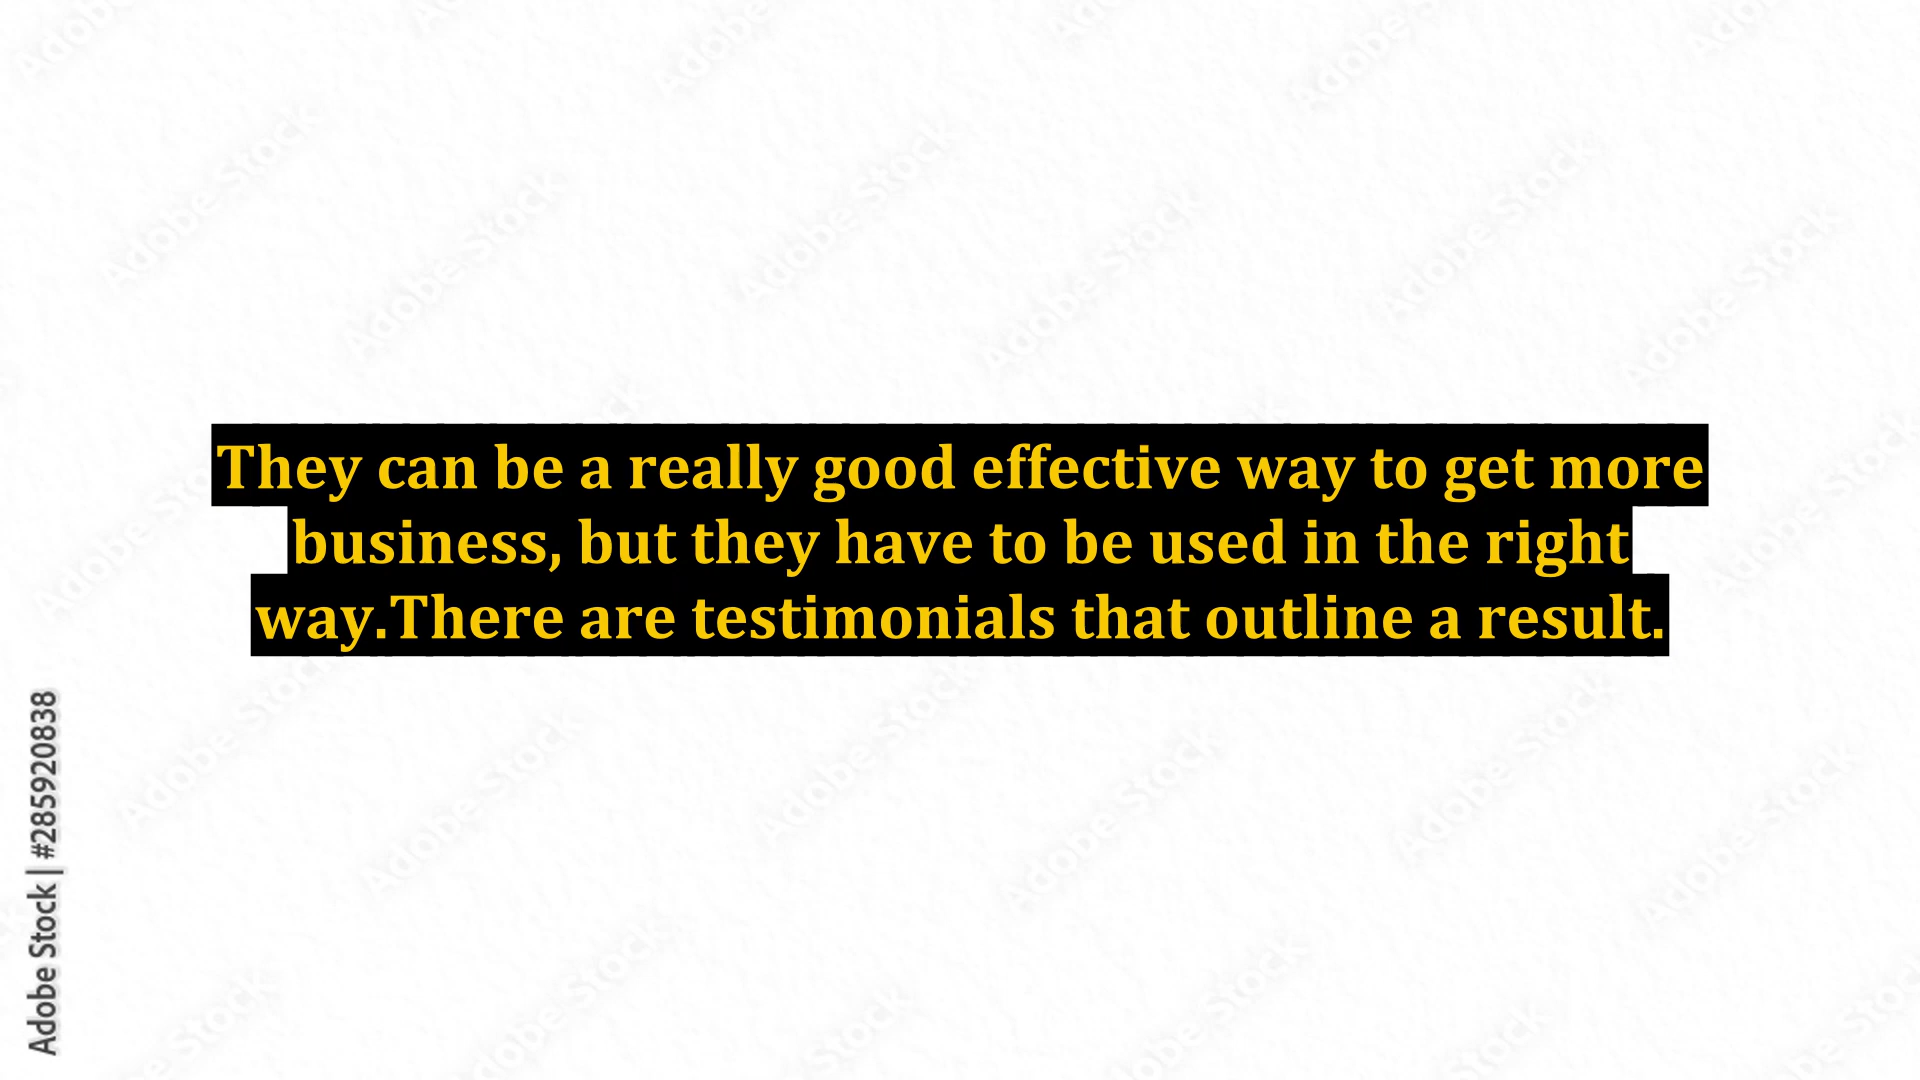 They can be a really good effective way to get more
business, but they have to be used in the right
way.There are testimonials that outline a result.
Adobe Stock | #285920838